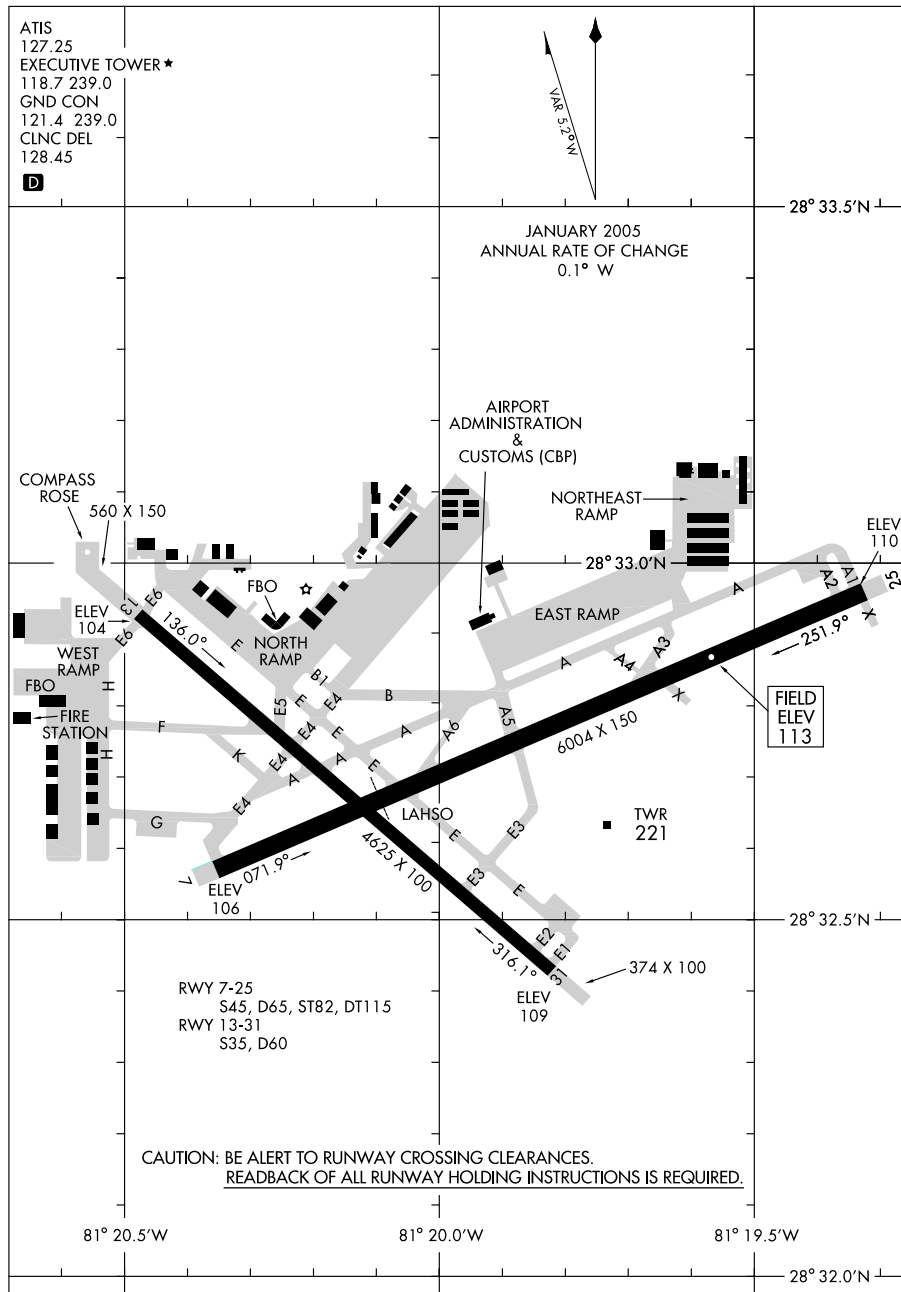 ATIS
127.25
EXECUTIVE TOWER ★
118.7 239.0
GND CON
121.4 239.0
CLNC DEL
128.45
D
VAR 5.2° W
28° 33.5'N
JANUARY 2005
ANNUAL RATE OF CHANGE
0.1° W
AIRPORT
ADMINISTRATION
&
CUSTOMS (CBP)
COMPASS
ROSE
560 X 150
NORTHEAST
RAMP
ELEV
110
28° 33.0'N
FBO
EAST RAMP
A
A2
A1
25
X
ELEV
104
13
E6
E6
136.0°
E
NORTH
RAMP
WEST
RAMP
H
FBO
FIRE
STATION
H
F
K
G
E5
B1
E
E4
B
E
E4
E4
A
A
E
A
A6
A5
A
A4
A3
X
251.9°
6004 X 150
FIELD
ELEV
113
E4
LAHSO
TWR
221
4625 X 100
E
E3
E3
E
V
071.9°
ELEV
106
28° 32.5'N
E2
E1
316.1°
31
374 X 100
ELEV
109
RWY 7-25
S45, D65, ST82, DT115
RWY 13-31
S35, D60
CAUTION: BE ALERT TO RUNWAY CROSSING CLEARANCES.
READBACK OF ALL RUNWAY HOLDING INSTRUCTIONS IS REQUIRED.
81° 20.5'W
81° 20.0'W
81° 19.5'W
28° 32.0'N